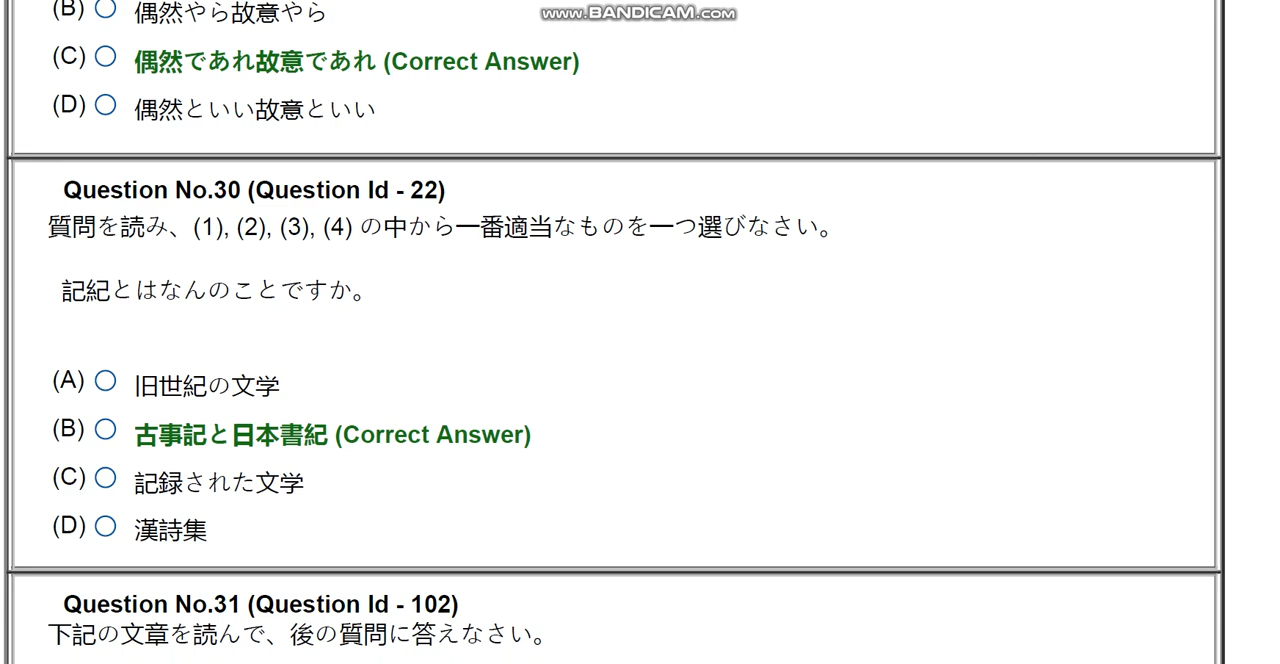 www.BANDICAM.com
(B) 偶然やら故意やら
(C) 偶然であれ故意であれ (Correct Answer)
(D) 偶然といい故意といい
Question No.30 (Question Id - 22)
質問を読み、(1), (2), (3), (4) の中から一番適当なものを一つ選びなさい。
記紀とはなんのことですか。
(A) 旧世紀の文学
(B) 古事記と日本書紀 (Correct Answer)
(C) 記録された文学
(D) 漢詩集
Question No.31 (Question Id - 102)
下記の文章を読んで、後の質問に答えなさい。